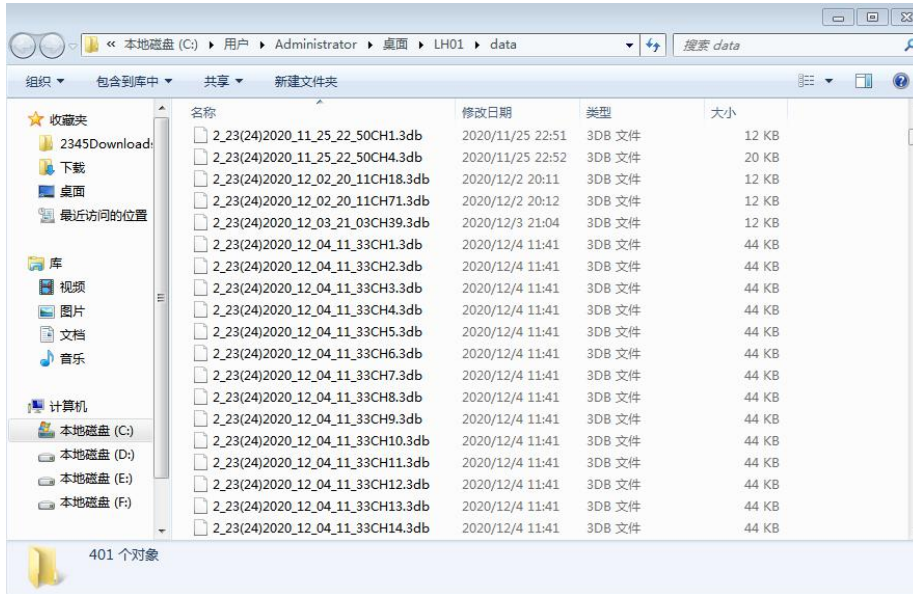 « 本地磁盘 (C:) ▸ 用户 ▸ Administrator ▸ 桌面 ▸ LH01 ▸ data
搜索 data
组织 包含到库中 共享 新建文件夹
收藏夹
2345Download
下载
桌面
最近访问的位置
库
视频
图片
文档
音乐
计算机
本地磁盘 (C:)
本地磁盘 (D:)
本地磁盘 (E:)
本地磁盘 (F:)
名称 修改日期 类型 大小
2_23(24)2020_11_25_22_50CH1.3db 2020/11/25 22:51 3DB 文件 12 KB
2_23(24)2020_11_25_22_50CH4.3db 2020/11/25 22:52 3DB 文件 20 KB
2_23(24)2020_12_02_20_11CH18.3db 2020/12/2 20:11 3DB 文件 12 KB
2_23(24)2020_12_02_20_11CH71.3db 2020/12/2 20:12 3DB 文件 12 KB
2_23(24)2020_12_03_21_03CH39.3db 2020/12/3 21:04 3DB 文件 12 KB
2_23(24)2020_12_04_11_33CH1.3db 2020/12/4 11:41 3DB 文件 44 KB
2_23(24)2020_12_04_11_33CH2.3db 2020/12/4 11:41 3DB 文件 44 KB
2_23(24)2020_12_04_11_33CH3.3db 2020/12/4 11:41 3DB 文件 44 KB
2_23(24)2020_12_04_11_33CH4.3db 2020/12/4 11:41 3DB 文件 44 KB
2_23(24)2020_12_04_11_33CH5.3db 2020/12/4 11:41 3DB 文件 44 KB
2_23(24)2020_12_04_11_33CH6.3db 2020/12/4 11:41 3DB 文件 44 KB
2_23(24)2020_12_04_11_33CH7.3db 2020/12/4 11:41 3DB 文件 44 KB
2_23(24)2020_12_04_11_33CH8.3db 2020/12/4 11:41 3DB 文件 44 KB
2_23(24)2020_12_04_11_33CH9.3db 2020/12/4 11:41 3DB 文件 44 KB
2_23(24)2020_12_04_11_33CH10.3db 2020/12/4 11:41 3DB 文件 44 KB
2_23(24)2020_12_04_11_33CH11.3db 2020/12/4 11:41 3DB 文件 44 KB
2_23(24)2020_12_04_11_33CH12.3db 2020/12/4 11:41 3DB 文件 44 KB
2_23(24)2020_12_04_11_33CH13.3db 2020/12/4 11:41 3DB 文件 44 KB
2_23(24)2020_12_04_11_33CH14.3db 2020/12/4 11:41 3DB 文件 44 KB
401 个对象